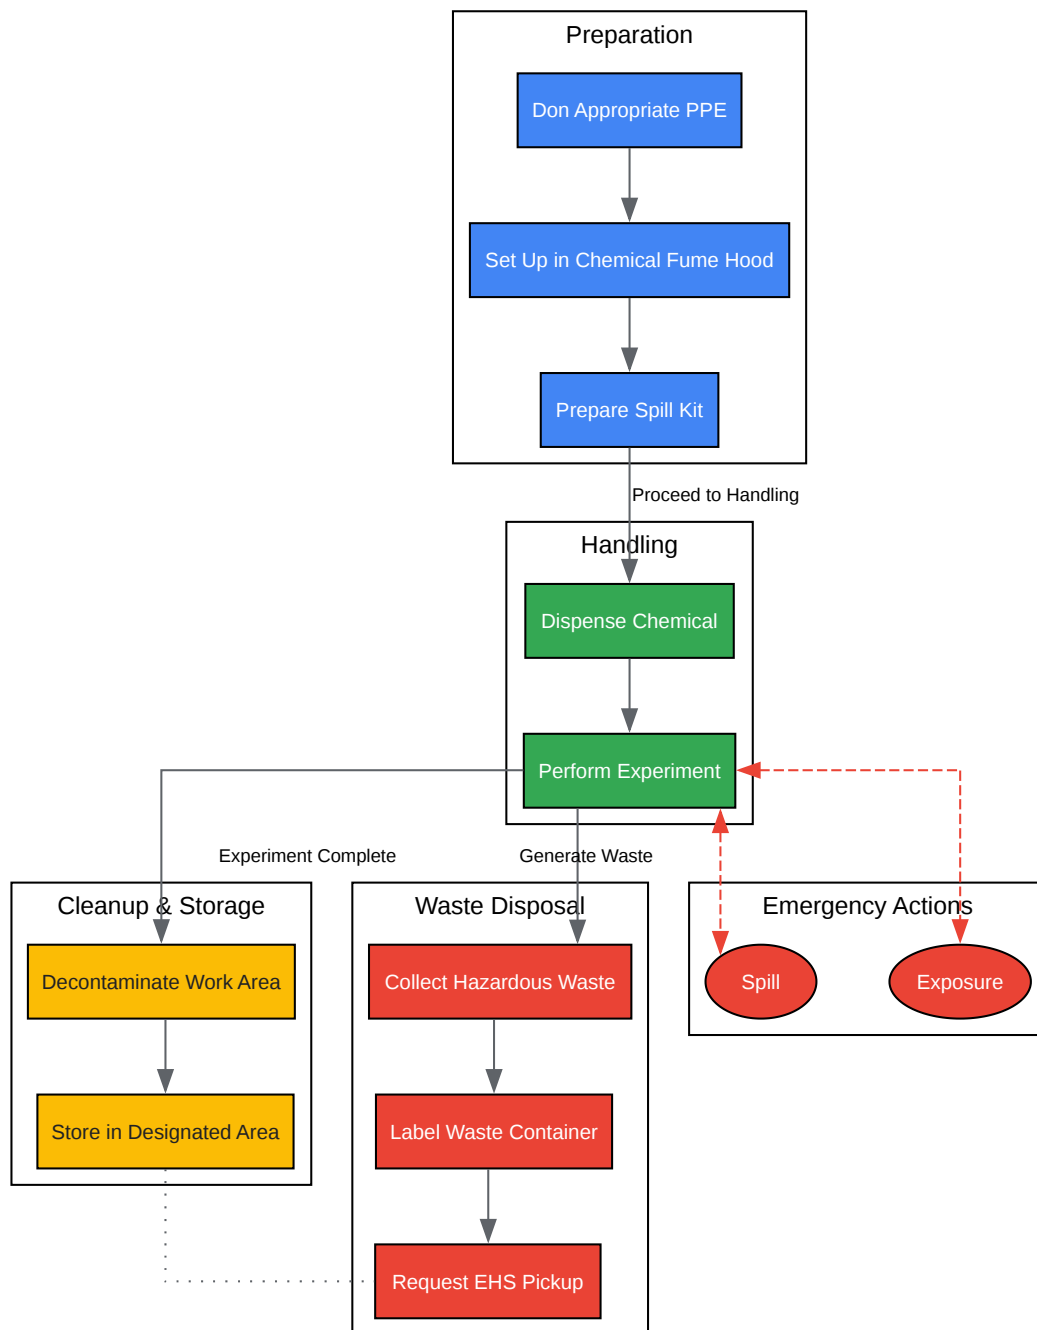 Preparation
Don Appropriate PPE
Set Up in Chemical Fume Hood
Prepare Spill Kit
Proceed to Handling
Handling
Dispense Chemical
Perform Experiment
Experiment Complete
Generate Waste
Cleanup & Storage
Decontaminate Work Area
Store in Designated Area
Waste Disposal
Collect Hazardous Waste
Label Waste Container
Request EHS Pickup
Emergency Actions
Spill
Exposure